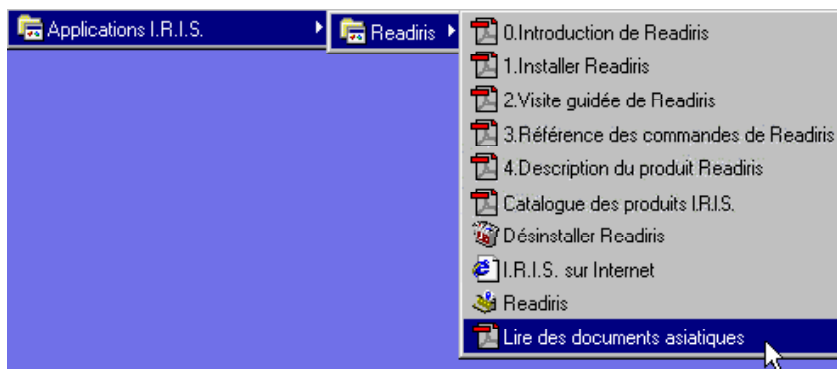 Applications I.R.I.S.
Readiris
0.Introduction de Readiris
1.Installer Readiris
2.Visite guidée de Readiris
3.Référence des commandes de Readiris
4.Description du produit Readiris
Catalogue des produits I.R.I.S.
Désinstaller Readiris
I.R.I.S. sur Internet
Readiris
Lire des documents asiatiques